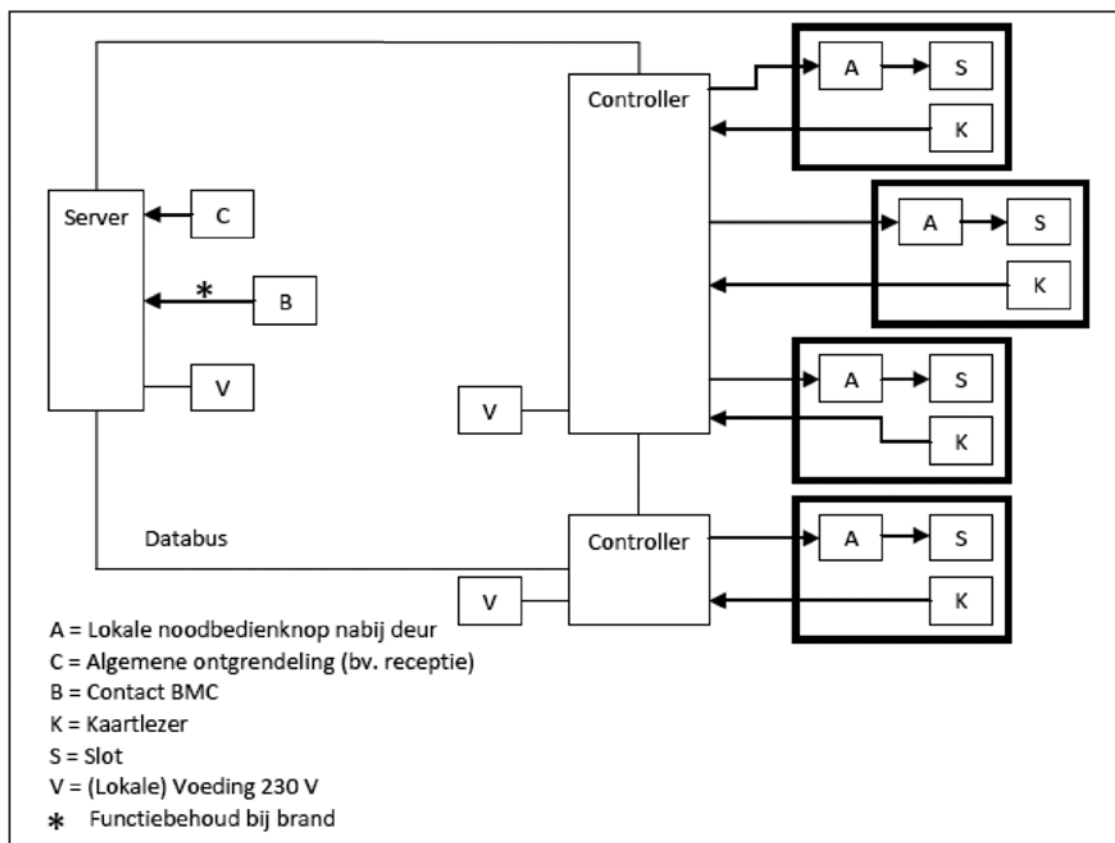 Controller
A
S
K
Server
C
A
S
B
K
V
A
S
V
K
Databus
Controller
A
S
V
K
A = Lokale noodbedienknop nabij deur
C = Algemene ontgrendeling (bv. receptie)
B = Contact BMC
K = Kaartlezer
S = Slot
V = (Lokale) Voeding 230 V
* Functiebehoud bij brand
*